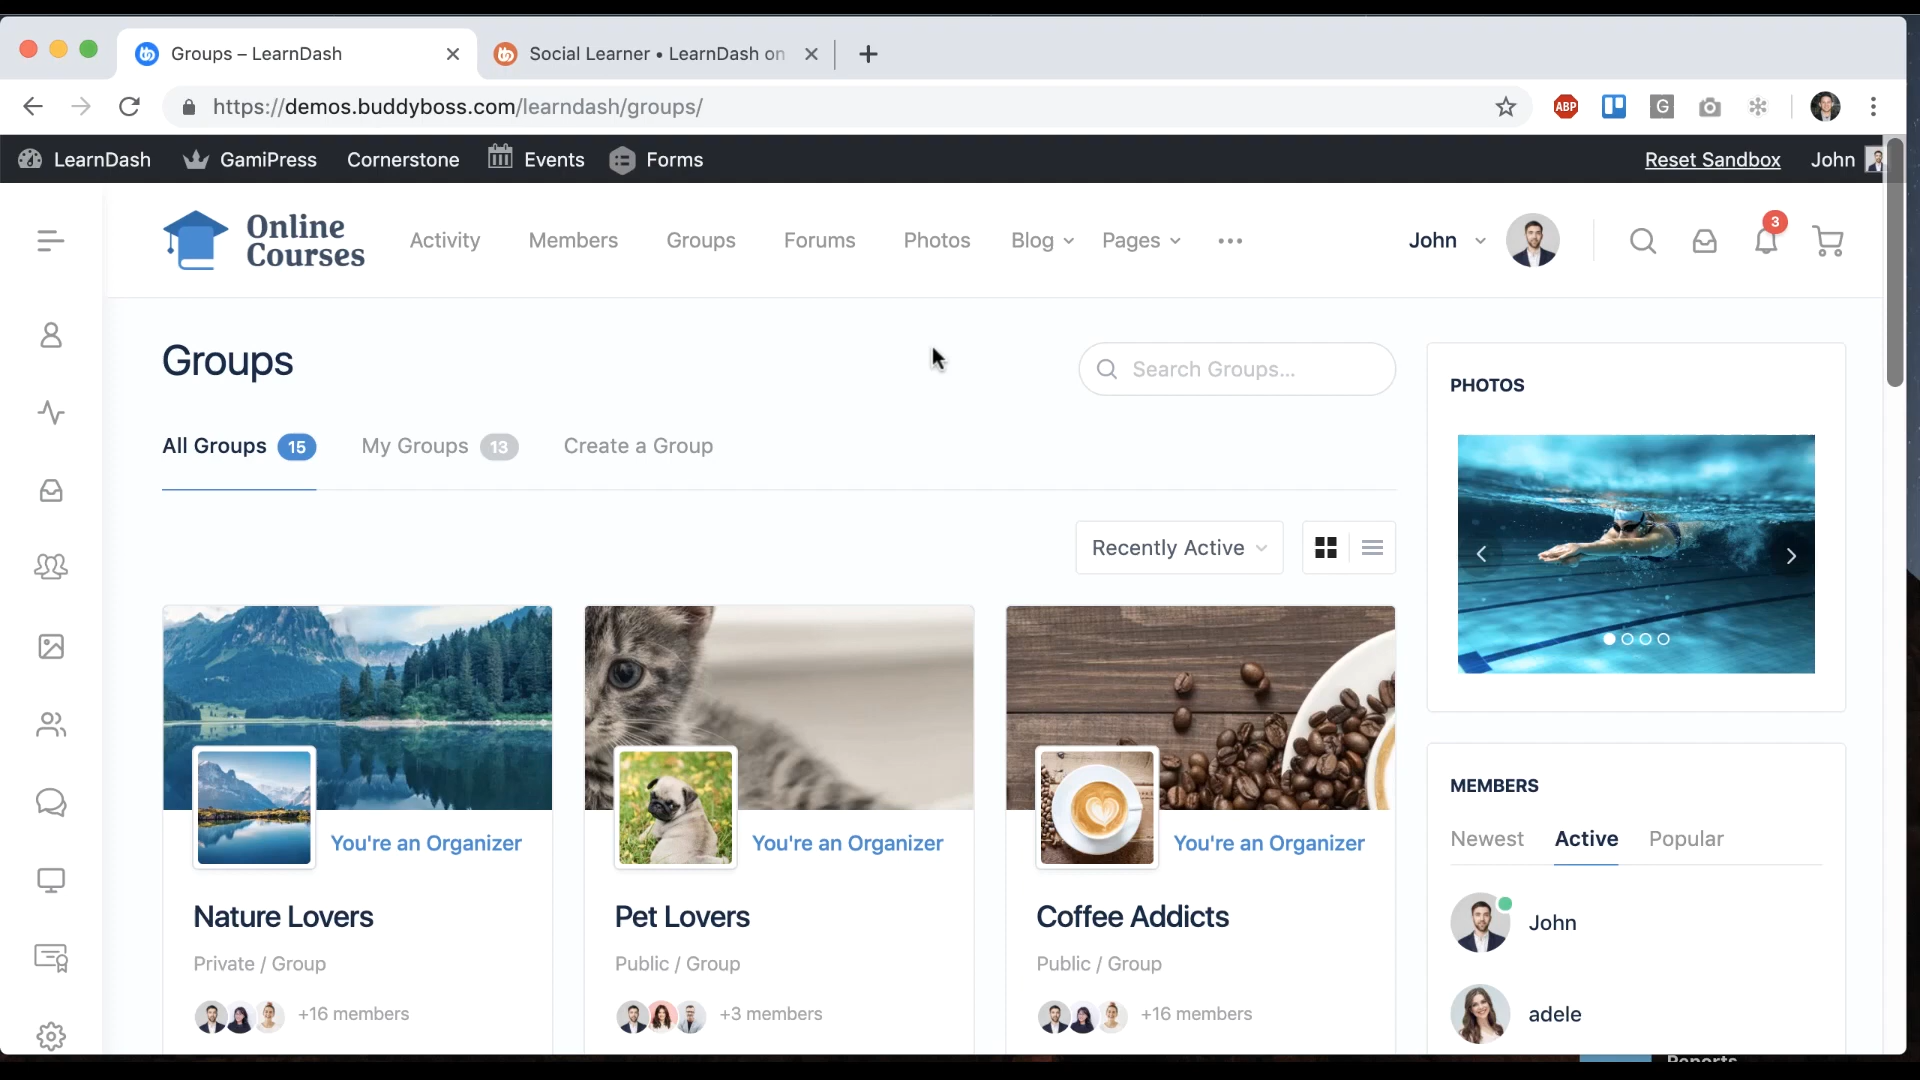 Groups – LearnDash
Social Learner • LearnDash on
https://demos.buddyboss.com/learndash/groups/
ABP
G
LearnDash GamiPress Cornerstone Events Forms Reset Sandbox John
Online
Courses
Activity Members Groups Forums Photos Blog Pages John 3
Groups
Search Groups...
All Groups 15 My Groups 13 Create a Group
Recently Active
PHOTOS
You're an Organizer You're an Organizer You're an Organizer
Nature Lovers Pet Lovers Coffee Addicts
Private / Group Public / Group Public / Group
+16 members +3 members +16 members
MEMBERS
Newest Active Popular
John
adele
Reports